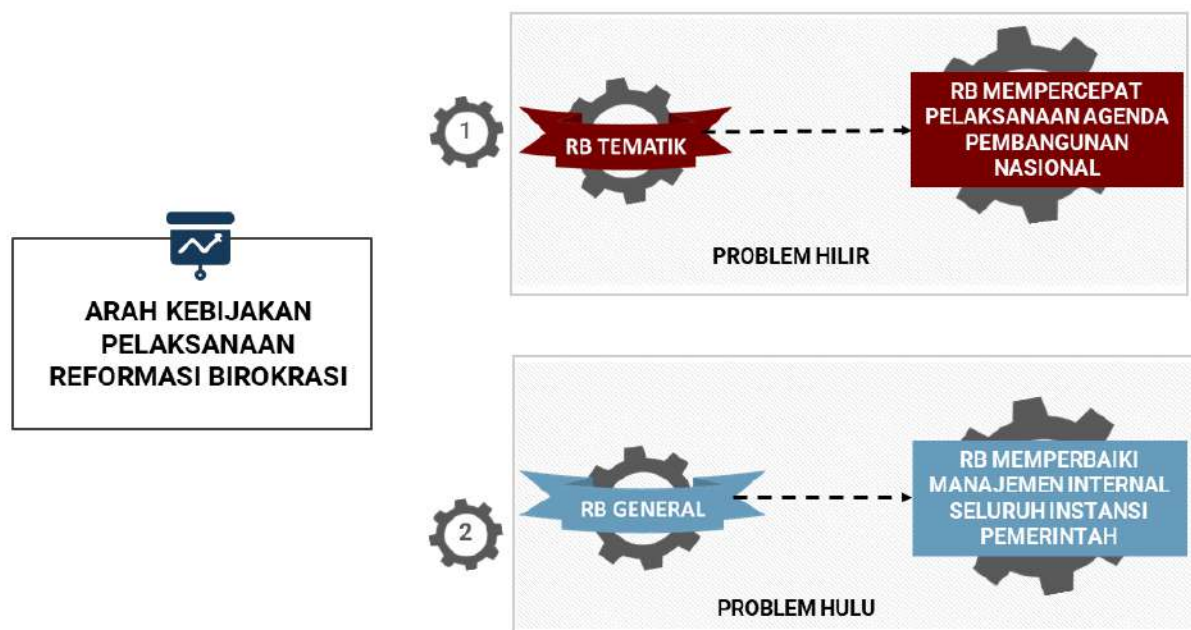 ARAH KEBIJAKAN
PELAKSANAAN
REFORMASI BIROKRASI
1
RB TEMATIK
RB MEMPERCEPAT
PELAKSANAAN AGENDA
PEMBANGUNAN
NASIONAL
PROBLEM HILIR
2
RB GENERAL
RB MEMPERBAIKI
MANAJEMEN INTERNAL
SELURUH INSTANSI
PEMERINTAH
PROBLEM HULU